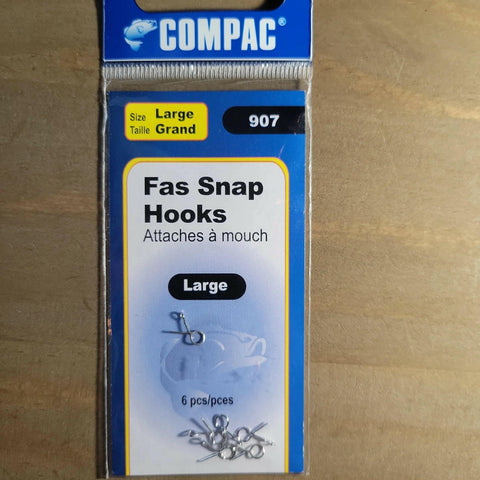 COMPAC®
Size Large
Taille Grand
907
Fas Snap
Hooks
Attaches à mouch
Large
6 pcs/pces